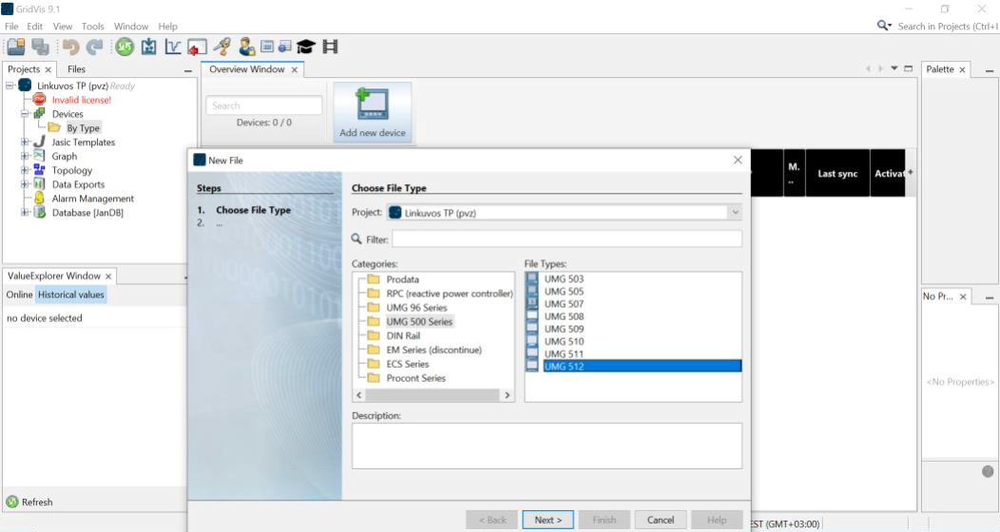 GridVis 9.1
File Edit View Tools Window Help
Search in Projects (Ctrl+I
Projects Files
Overview Window
Palette
Linkuvos TP (pvz) Ready
Invalid license!
Devices
By Type
Jasic Templates
Graph
Topology
Data Exports
Alarm Management
Database [JanDB]
Search
Devices: 0 / 0
Add new device
M.
..
Last sync
Activat
New File
Steps
1. Choose File Type
2. ...
Choose File Type
Project: Linkuvos TP (pvz)
Filter:
Categories:
Prodata
RPC (reactive power controller)
UMG 96 Series
UMG 500 Series
DIN Rail
EM Series (discontinue)
ECS Series
Procont Series
File Types:
UMG 503
UMG 505
UMG 507
UMG 508
UMG 509
UMG 510
UMG 511
UMG 512
Description:
< Back Next > Finish Cancel Help
ValueExplorer Window
Online Historical values
no device selected
Refresh
No Pr...
<No Properties>
EST (GMT+03:00)